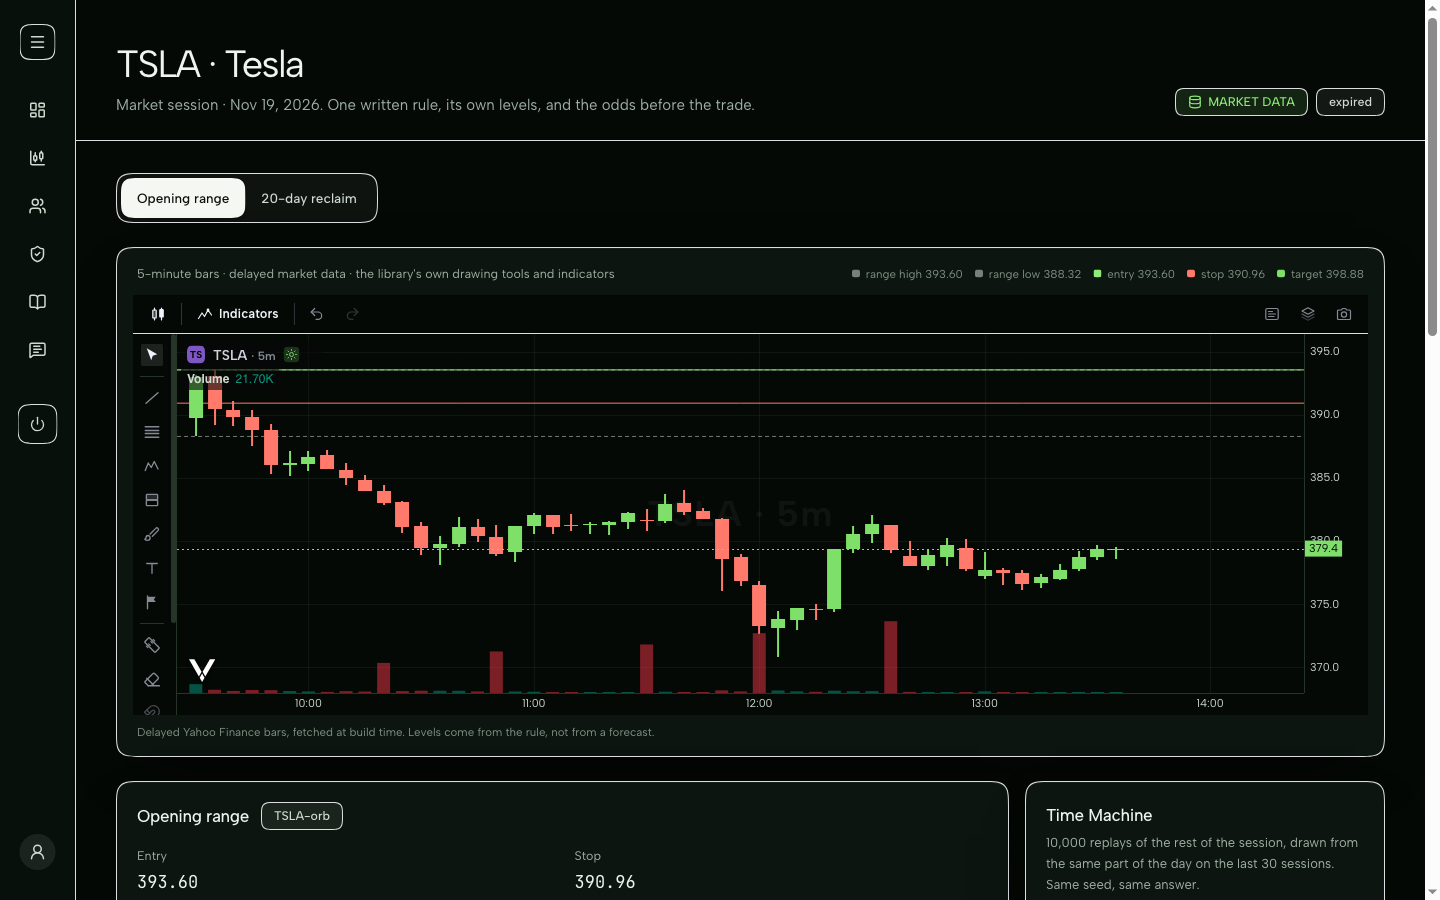 TSLA · Tesla
Market session · Nov 19, 2026. One written rule, its own levels, and the odds before the trade.
MARKET DATA
expired
Opening range
20-day reclaim
5-minute bars · delayed market data · the library's own drawing tools and indicators
range high 393.60
range low 388.32
entry 393.60
stop 390.96
target 398.88
Indicators
TS
TSLA · 5m
Volume 21.70K
TSLA · 5m
395.0
390.0
385.0
380.0
379.4
375.0
370.0
10:00
11:00
12:00
13:00
14:00
Delayed Yahoo Finance bars, fetched at build time. Levels come from the rule, not from a forecast.
Opening range
TSLA-orb
Entry
393.60
Stop
390.96
Time Machine
10,000 replays of the rest of the session, drawn from
the same part of the day on the last 30 sessions.
Same seed, same answer.